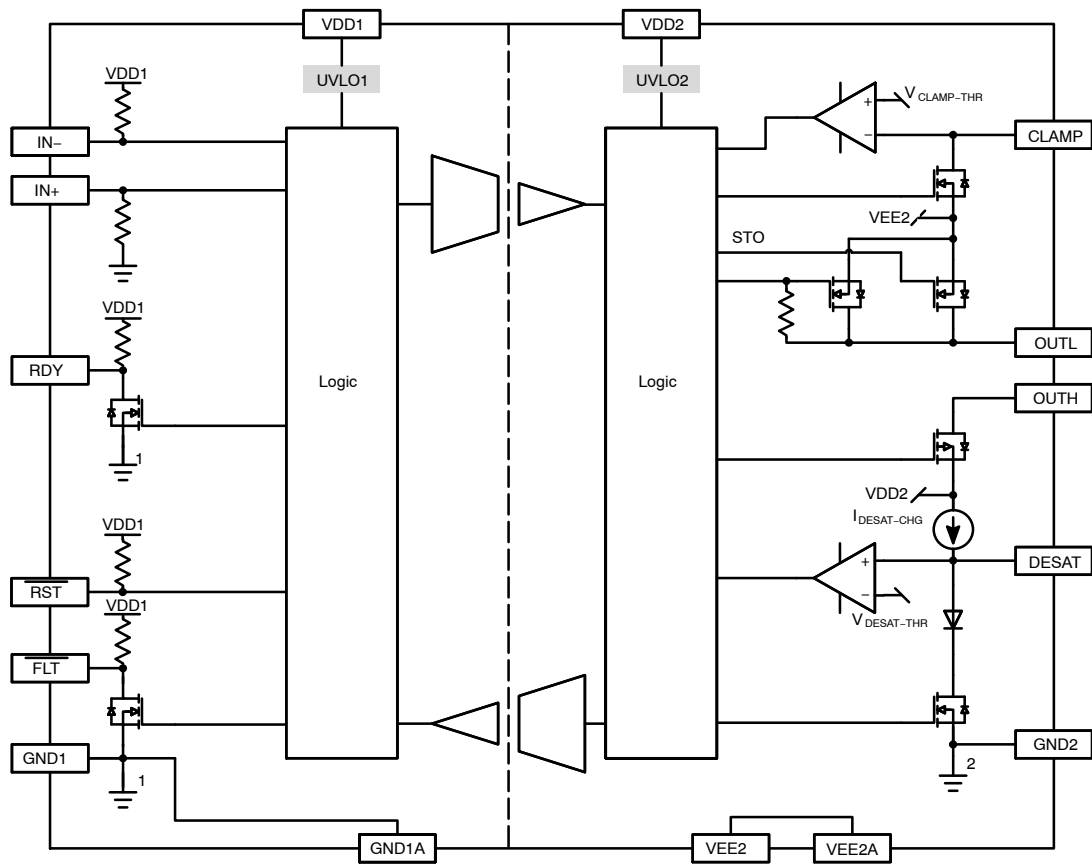 VDD1
VDD2
VDD1
UVLO1
UVLO2
V CLAMP−THR
+
−
IN−
CLAMP
IN+
VEE2
STO
VDD1
OUTL
RDY
Logic
Logic
OUTH
1
VDD2
I DESAT−CHG
VDD1
+
DESAT
RST
−
VDD1
V DESAT−THR
FLT
GND1
GND2
1
2
GND1A
VEE2
VEE2A